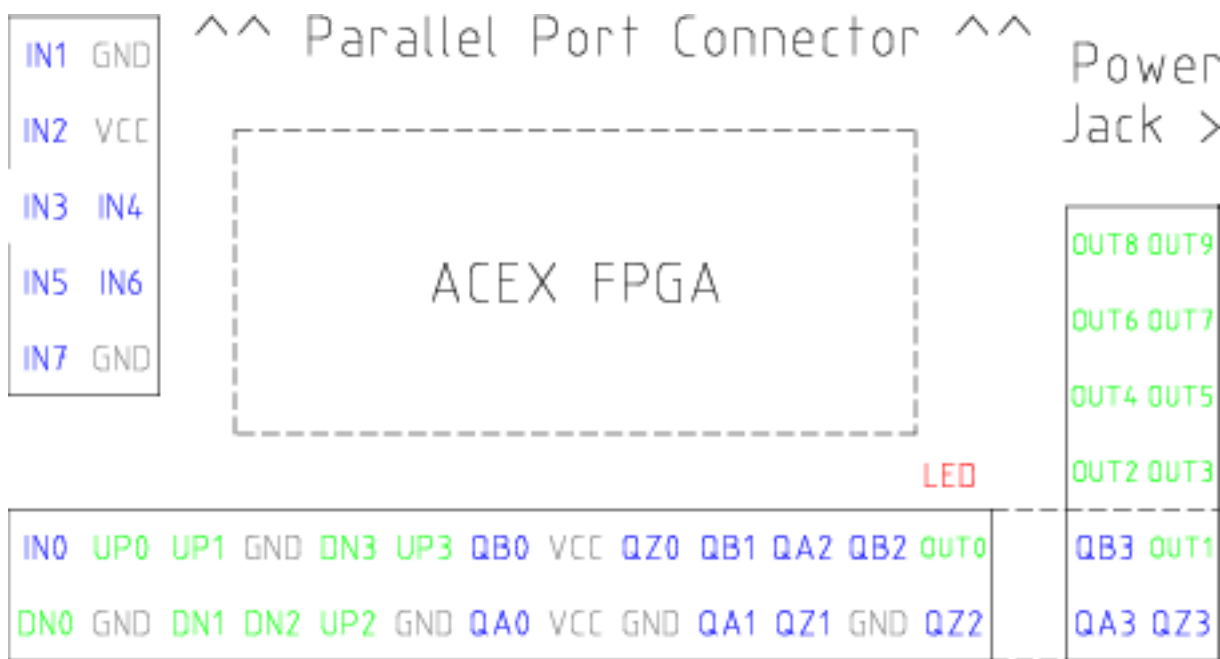 ^^ Parallel Port Connector ^^
Power
Jack >
IN1 GND
IN2 VCC
IN3 IN4
IN5 IN6
IN7 GND
ACEX FPGA
OUT8 OUT9
OUT6 OUT7
OUT4 OUT5
OUT2 OUT3
LED
IN0 UP0 UP1 GND DN3 UP3 QB0 VCC QZ0 QB1 QA2 QB2 OUT0
DN0 GND DN1 DN2 UP2 GND QA0 VCC GND QA1 QZ1 GND QZ2
QB3 OUT1
QA3 QZ3